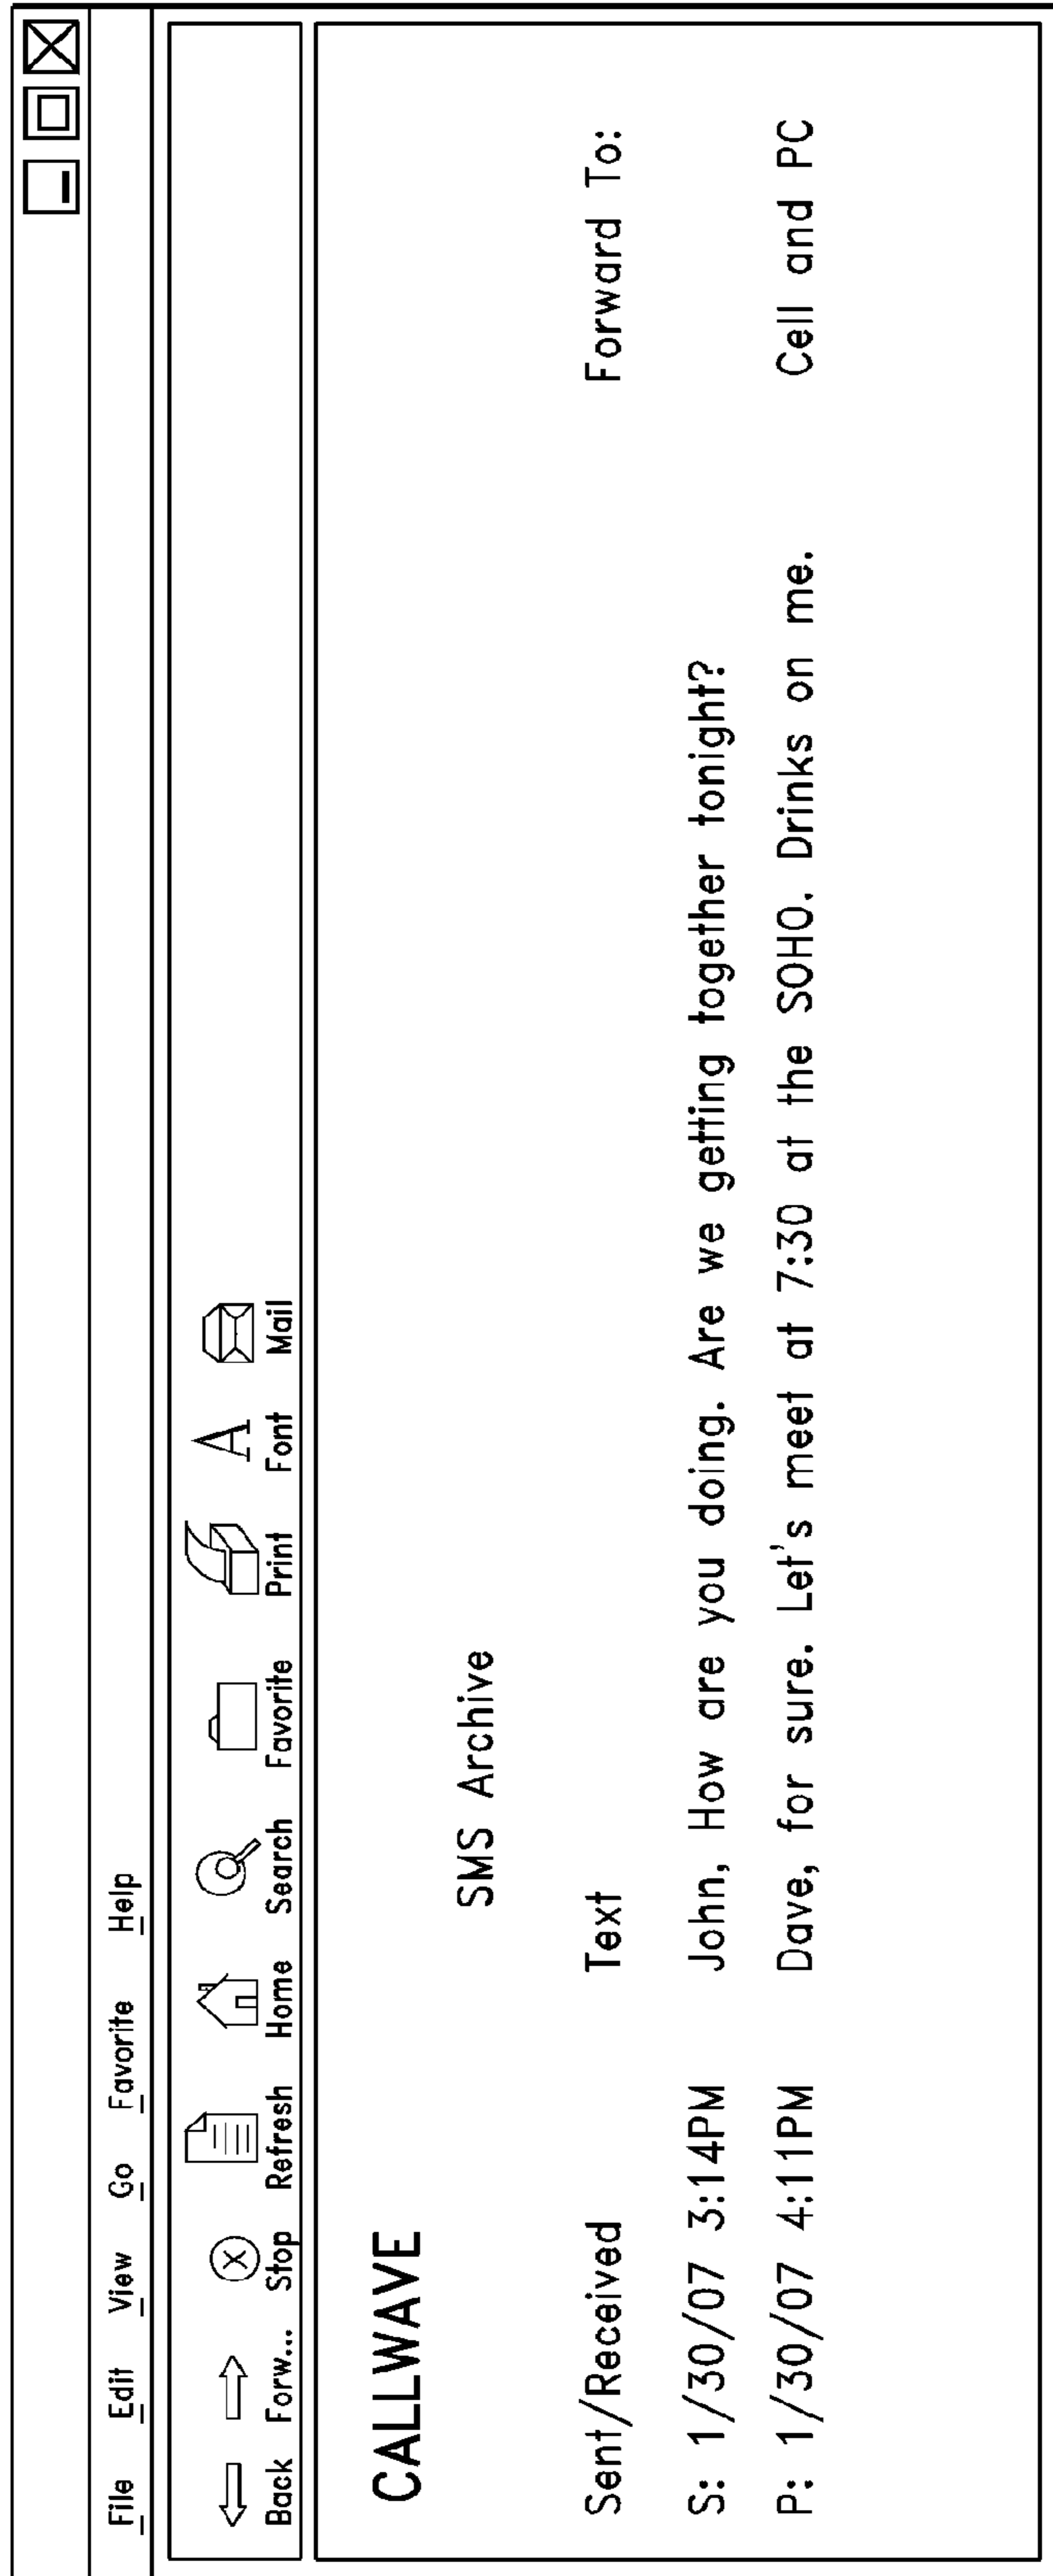 File Edit View Go Favorite Help
Back Forw... Stop Refresh Home Search Favorite Print Font Mail
CALLWAVE
SMS Archive
Sent/Received Text Forward To:
S: 1/30/07 3:14PM John, How are you doing. Are we getting together tonight?
P: 1/30/07 4:11PM Dave, for sure. Let's meet at 7:30 at the SOHO. Drinks on me. Cell and PC